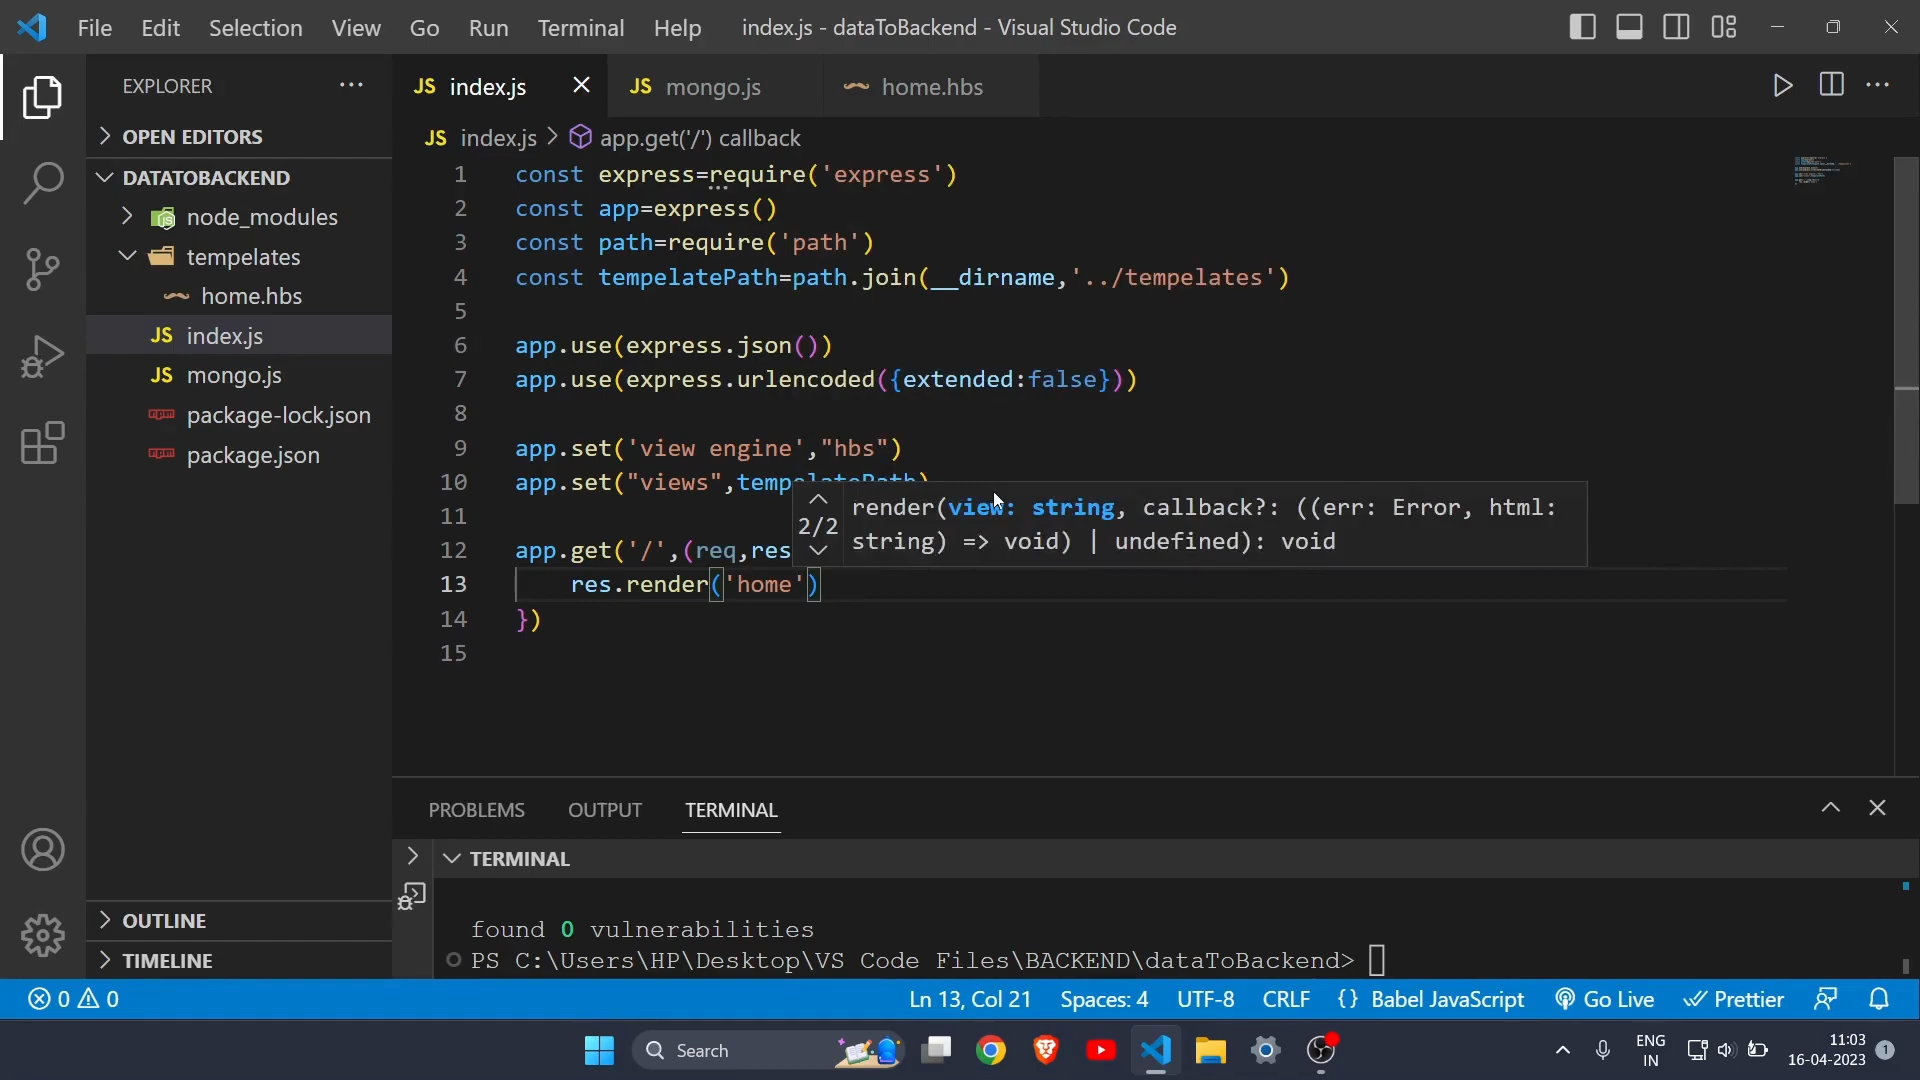 File Edit Selection View Go Run Terminal Help index.js - dataToBackend - Visual Studio Code
EXPLORER
OPEN EDITORS
DATATOBACKEND
node_modules
tempelates
home.hbs
JS index.js
JS mongo.js
package-lock.json
package.json
OUTLINE
TIMELINE
JS index.js JS mongo.js home.hbs
JS index.js > app.get('/') callback
1 const express=require('express')
2 const app=express()
3 const path=require('path')
4 const tempelatePath=path.join(__dirname,'../tempelates')
5
6 app.use(express.json())
7 app.use(express.urlencoded({extended:false}))
8
9 app.set('view engine',"hbs")
10 app.set("views",tempelatePath)
11
12 app.get('/',(req,res
13 res.render('home')
14 })
15
2/2
render(view: string, callback?: ((err: Error, html:
string) => void) | undefined): void
PROBLEMS OUTPUT TERMINAL
TERMINAL
found 0 vulnerabilities
PS C:\Users\HP\Desktop\VS Code Files\BACKEND\dataToBackend>
0 0 Ln 13, Col 21 Spaces: 4 UTF-8 CRLF {} Babel JavaScript Go Live Prettier
Search
ENG
IN
11:03
16-04-2023
1